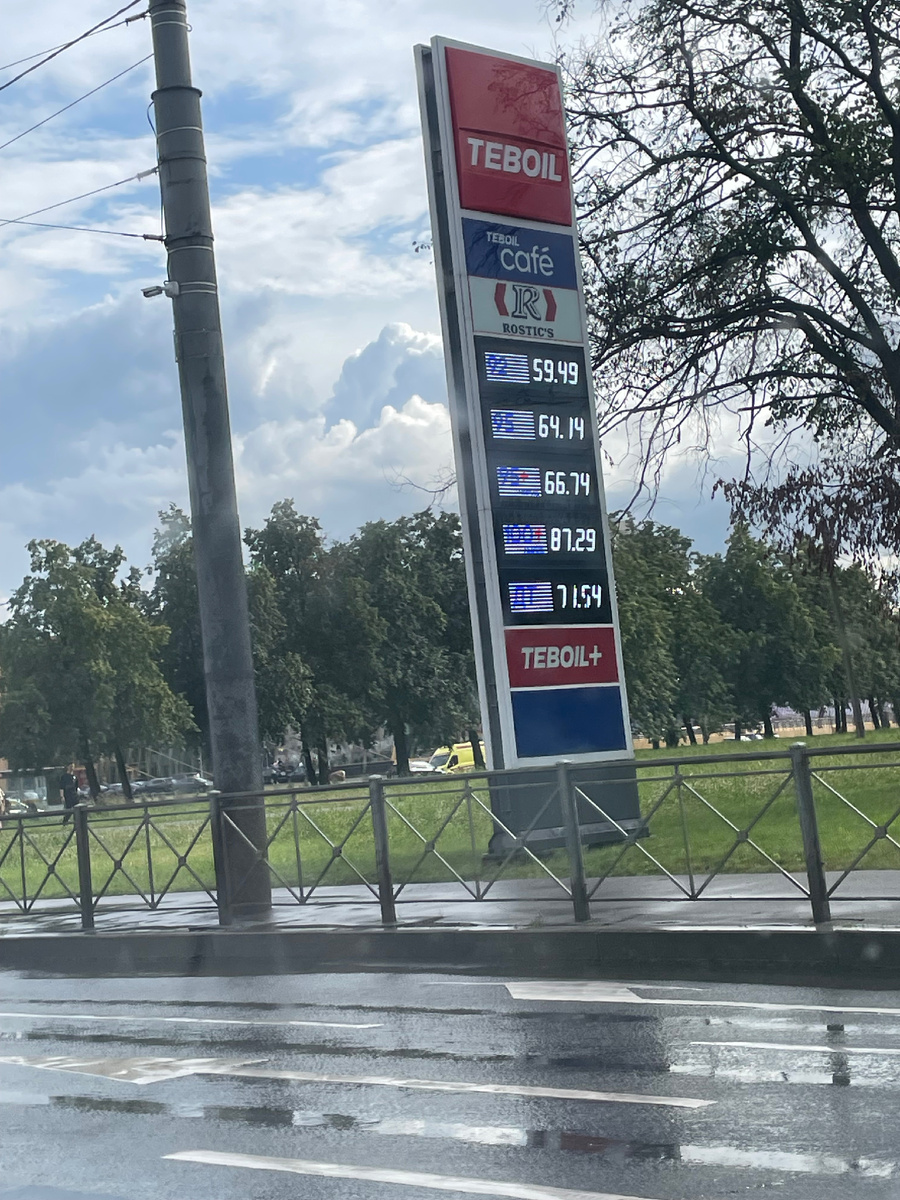 TEBOIL
TEBOIL
café
R
ROSTIC'S
92 59.49
95 64.14
95+ 66.74
100+ 87.29
ДТ 71.54
TEBOIL+